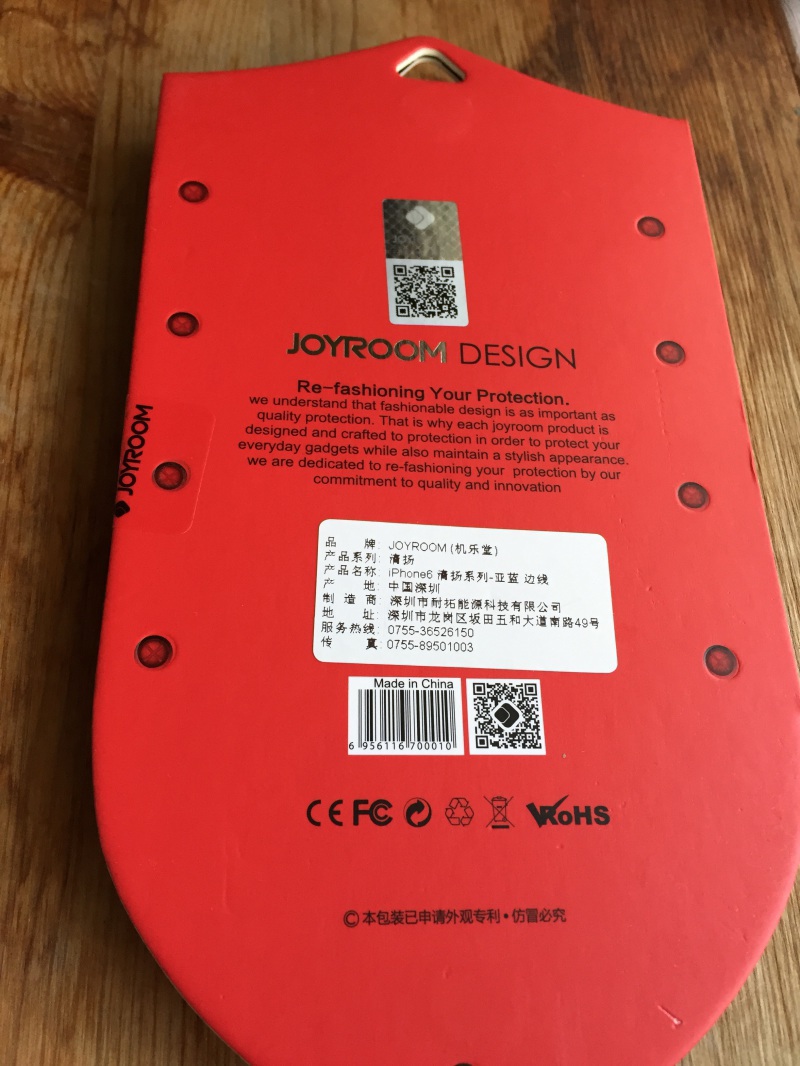 JOYROOM DESIGN
Re-fashioning Your Protection.
we understand that fashionable design is as important as
quality protection. That is why each joyroom product is
designed and crafted to protection in order to protect your
everyday gadgets while also maintain a stylish appearance.
we are dedicated to re-fashioning your protection by our
commitment to quality and innovation
JOYROOM
品 牌: JOYROOM (机乐堂)
产品系列: 清扬
产品名称: iPhone6 清扬系列-亚蓝 边线
产 地: 中国深圳
制 造 商: 深圳市耐拓能源科技有限公司
地 址: 深圳市龙岗区坂田五和大道南路49号
服务热线: 0755-36526150
传 真: 0755-89501003
Made in China
6 956116 700010
CE FC RoHS
©本包装已申请外观专利•仿冒必究